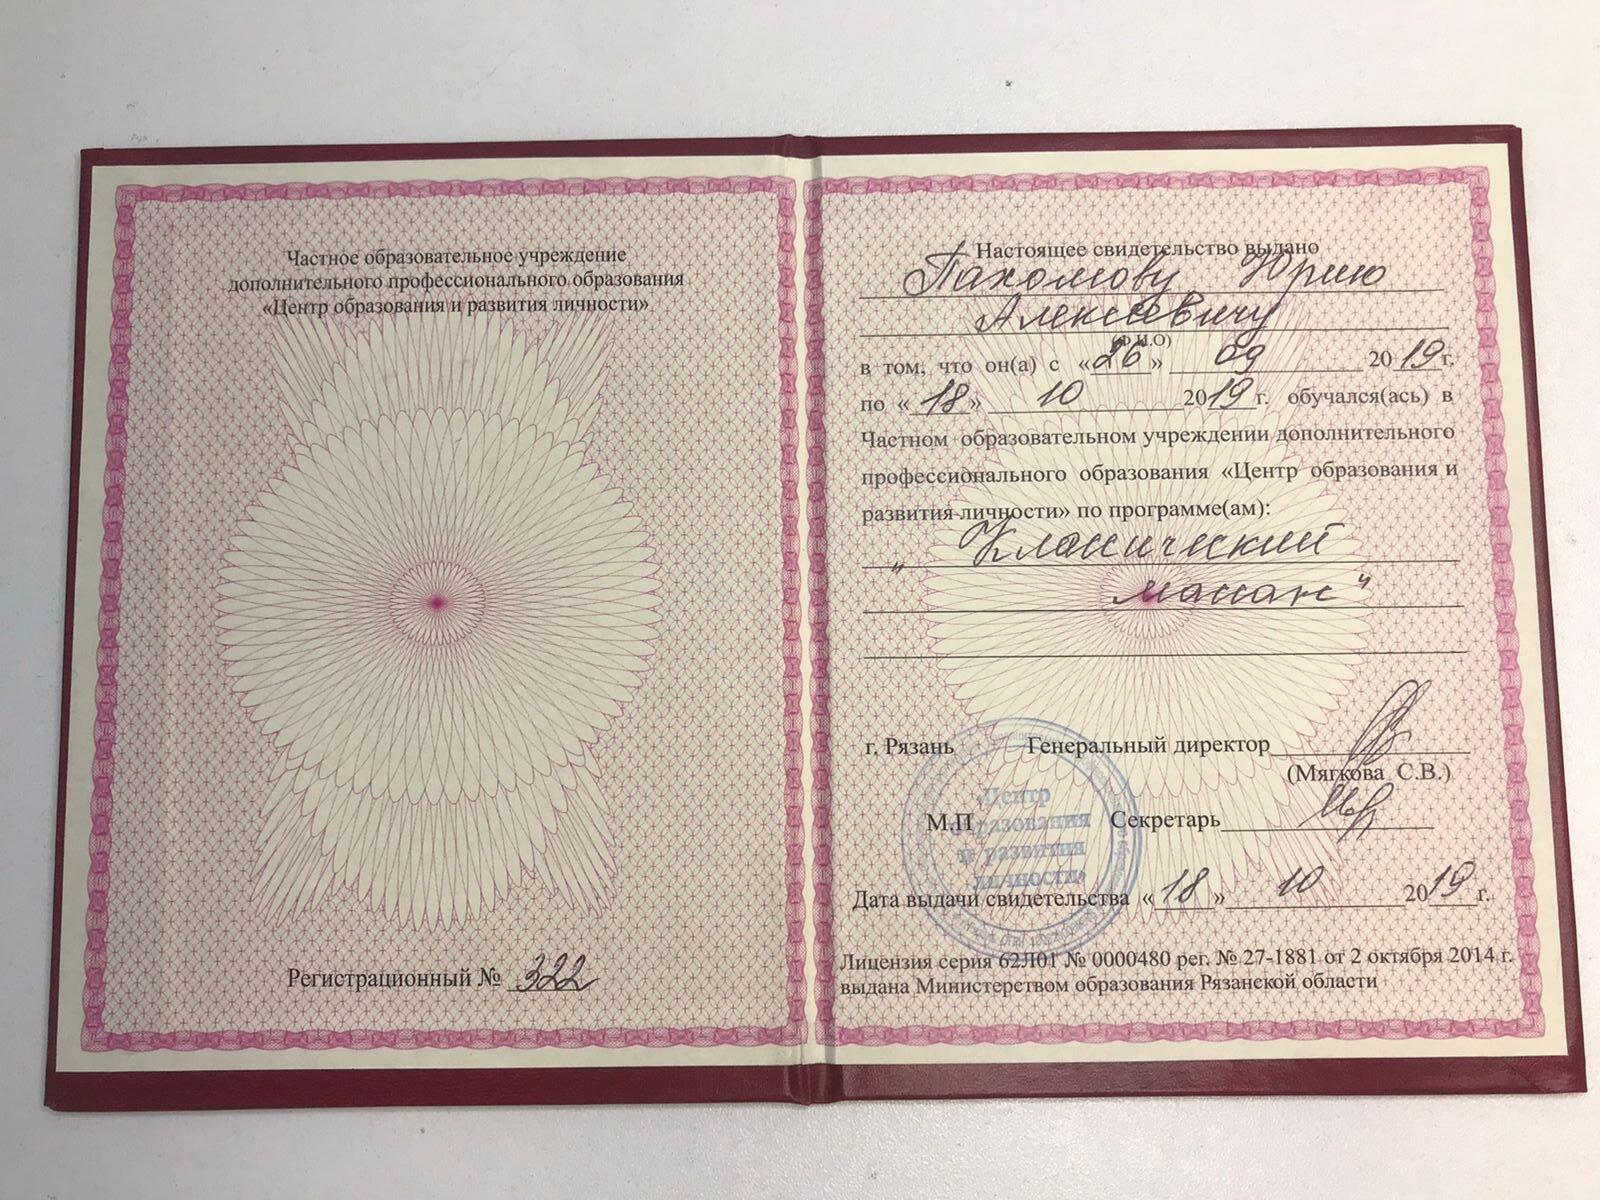 Частное образовательное учреждение
дополнительного профессионального образования
«Центр образования и развития личности»
Регистрационный № 322
Настоящее свидетельство выдано
Пахомову Юрию
Алексеевичу
(Ф.И.О)
в том, что он(а) с «26» 09 2019г.
по «18» 10 2019г. обучался(ась) в
Частном образовательном учреждении дополнительного
профессионального образования «Центр образования и
развития личности» по программе(ам):
„Классический
массаж"
г. Рязань Генеральный директор
(Мягкова С.В.)
М.П Секретарь
«Центр
образования
и развития
личности»
Дата выдачи свидетельства «18» 10 2019г.
Лицензия серия 62Л01 № 0000480 рег. № 27-1881 от 2 октября 2014 г.
выдана Министерством образования Рязанской области